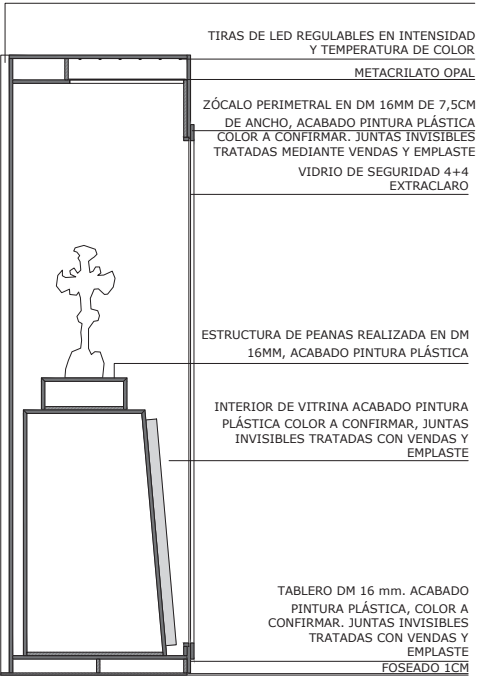 TIRAS DE LED REGULABLES EN INTENSIDAD
Y TEMPERATURA DE COLOR
METACRILATO OPAL
ZÓCALO PERIMETRAL EN DM 16MM DE 7,5CM
DE ANCHO, ACABADO PINTURA PLÁSTICA
COLOR A CONFIRMAR. JUNTAS INVISIBLES
TRATADAS MEDIANTE VENDAS Y EMPLASTE
VIDRIO DE SEGURIDAD 4+4
EXTRACLARO
ESTRUCTURA DE PEANAS REALIZADA EN DM
16MM, ACABADO PINTURA PLÁSTICA
INTERIOR DE VITRINA ACABADO PINTURA
PLÁSTICA COLOR A CONFIRMAR, JUNTAS
INVISIBLES TRATADAS CON VENDAS Y
EMPLASTE
TABLERO DM 16 mm. ACABADO
PINTURA PLÁSTICA, COLOR A
CONFIRMAR. JUNTAS INVISIBLES
TRATADAS CON VENDAS Y
EMPLASTE
FOSEADO 1CM